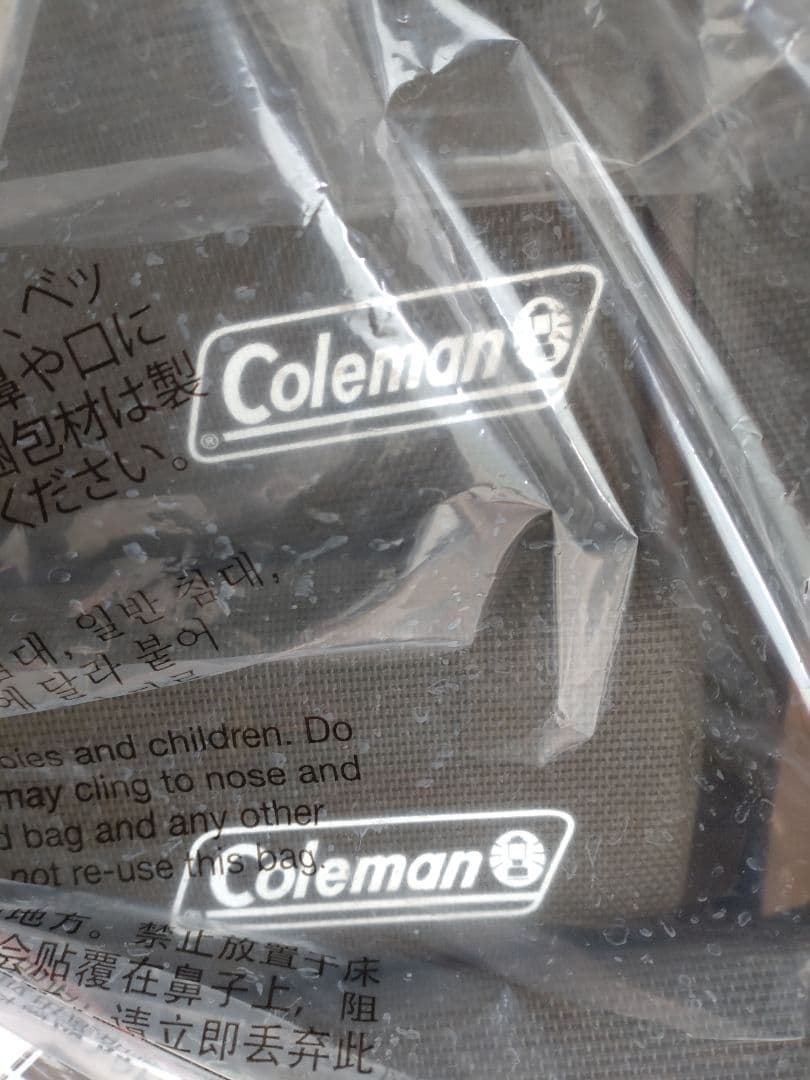 、ベッ
や口に
包材は製
ください。
Coleman
®
대, 일반 침대,
에 달라 붙어
bies and children. Do
may cling to nose and
d bag and any other
not re-use this bag.
Coleman
地方。禁止放置于床
会贴覆在鼻子上，阻
请立即丢弃此